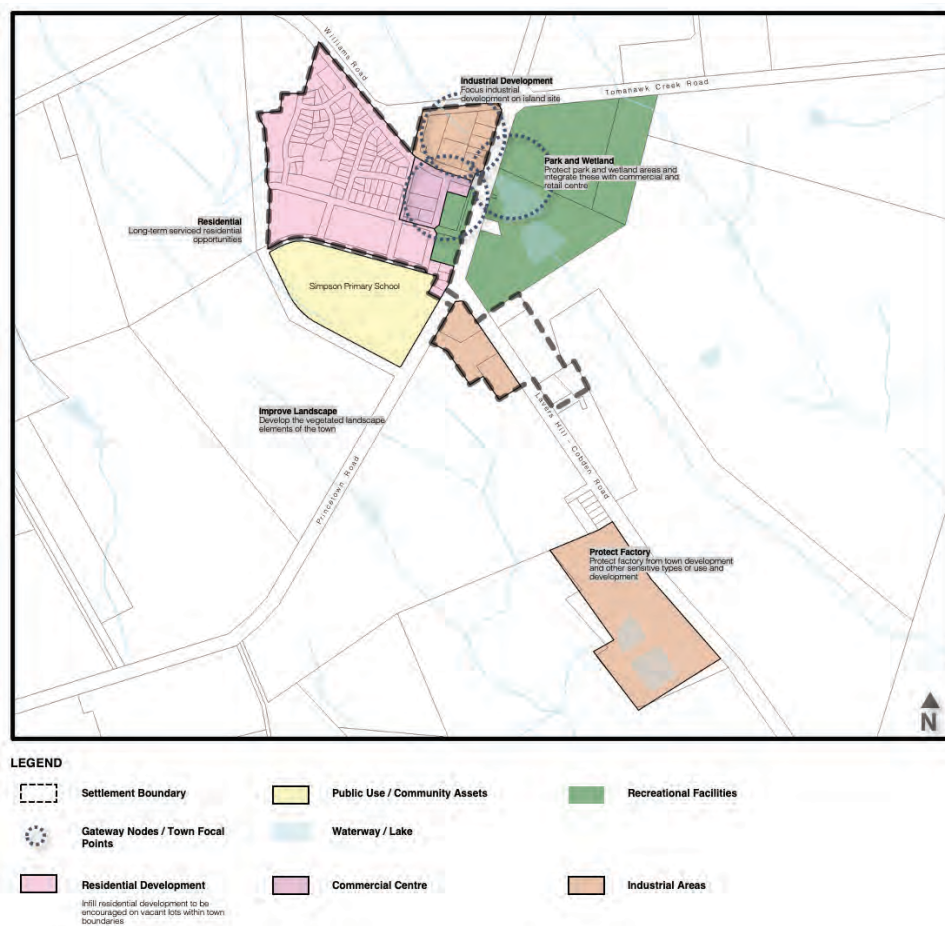 Williams Road
Industrial Development
Focus industrial
development on island site
Tomahawk Creek Road
Park and Wetland
Protect park and wetland areas and
integrate these with commercial and
retail centre
Residential
Long-term serviced residential
opportunities
Simpson Primary School
Improve Landscape
Develop the vegetated landscape
elements of the town
Lavers Hill - Cobden Road
Princetown Road
Protect Factory
Protect factory from town development
and other sensitive types of use and
development
N
LEGEND
Settlement Boundary
Public Use / Community Assets
Recreational Facilities
Gateway Nodes / Town Focal
Points
Waterway / Lake
Residential Development
Commercial Centre
Industrial Areas
Infill residential development to be
encouraged on vacant lots within town
boundaries